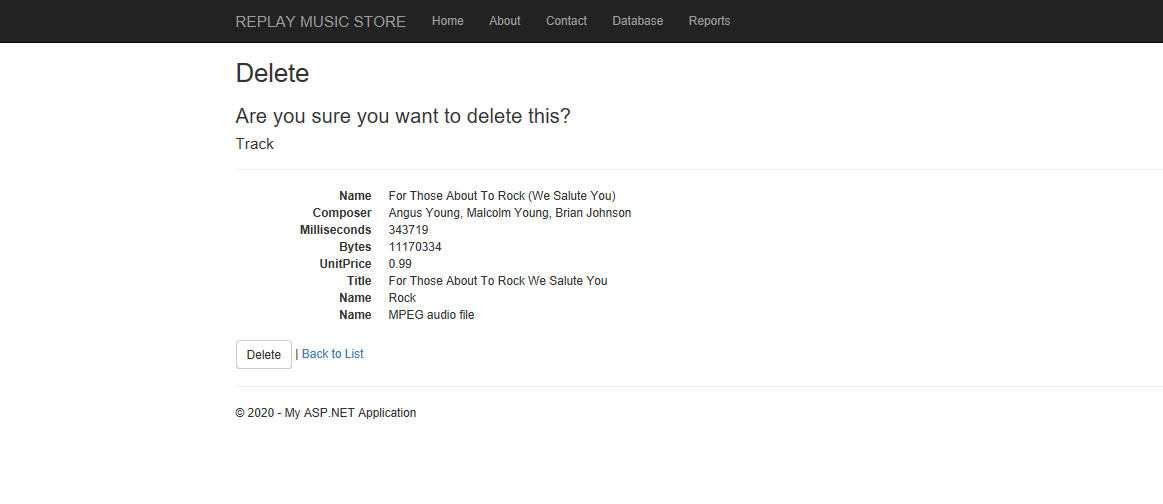 REPLAY MUSIC STORE Home About Contact Database Reports
Delete
Are you sure you want to delete this?
Track
Name For Those About To Rock (We Salute You)
Composer Angus Young, Malcolm Young, Brian Johnson
Milliseconds 343719
Bytes 11170334
UnitPrice 0.99
Title For Those About To Rock We Salute You
Name Rock
Name MPEG audio file
Delete | Back to List
© 2020 - My ASP.NET Application